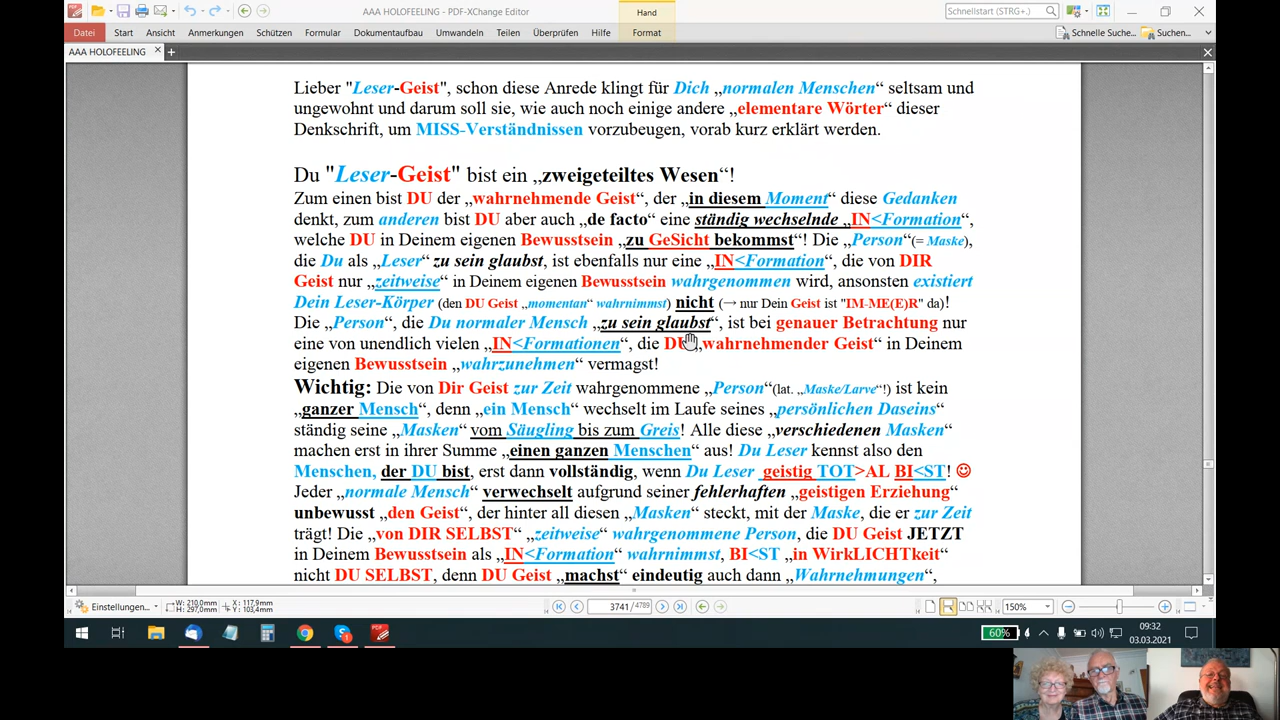 AAA HOLOFEELING - PDF-XChange Editor
Hand
Schnellstart (STRG+.)
Datei Start Ansicht Anmerkungen Schützen Formular Dokumentaufbau Umwandeln Teilen Überprüfen Hilfe Format
Schnelle Suche... Suchen...
AAA HOLOFEELING
Lieber "Leser-Geist", schon diese Anrede klingt für Dich „normalen Menschen“ seltsam und
ungewohnt und darum soll sie, wie auch noch einige andere „elementare Wörter“ dieser
Denkschrift, um MISS-Verständnissen vorzubeugen, vorab kurz erklärt werden.
Du "Leser-Geist" bist ein „zweigeteiltes Wesen“!
Zum einen bist DU der „wahrnehmende Geist“, der „in diesem Moment“ diese Gedanken
denkt, zum anderen bist DU aber auch „de facto“ eine ständig wechselnde „IN<Formation“,
welche DU in Deinem eigenen Bewusstsein „zu GeSicht bekommst“! Die „Person“(= Maske),
die Du als „Leser“ zu sein glaubst, ist ebenfalls nur eine „IN<Formation“, die von DIR
Geist nur „zeitweise“ in Deinem eigenen Bewusstsein wahrgenommen wird, ansonsten existiert
Dein Leser-Körper (den DU Geist „momentan“ wahrnimmst) nicht (→ nur Dein Geist ist "IM-ME(E)R" da)!
Die „Person“, die Du normaler Mensch „zu sein glaubst“, ist bei genauer Betrachtung nur
eine von unendlich vielen „IN<Formationen“, die DU „wahrnehmender Geist“ in Deinem
eigenen Bewusstsein „wahrzunehmen“ vermagst!
Wichtig: Die von Dir Geist zur Zeit wahrgenommene „Person“(lat. „Maske/Larve“!) ist kein
„ganzer Mensch“, denn „ein Mensch“ wechselt im Laufe seines „persönlichen Daseins“
ständig seine „Masken“ vom Säugling bis zum Greis! Alle diese „verschiedenen Masken“
machen erst in ihrer Summe „einen ganzen Menschen“ aus! Du Leser kennst also den
Menschen, der DU bist, erst dann vollständig, wenn Du Leser geistig TOT>AL BI<ST! ☺
Jeder „normale Mensch“ verwechselt aufgrund seiner fehlerhaften „geistigen Erziehung“
unbewusst „den Geist“, der hinter all diesen „Masken“ steckt, mit der Maske, die er zur Zeit
trägt! Die „von DIR SELBST“ „zeitweise“ wahrgenommene Person, die DU Geist JETZT
in Deinem Bewusstsein als „IN<Formation“ wahrnimmst, BI<ST „in WirkLICHTkeit“
nicht DU SELBST, denn DU Geist „machst“ eindeutig auch dann „Wahrnehmungen“,
Einstellungen... W: 210,0mm X: 117,9mm 3741 / 4789 150%
H: 297,0mm Y: 103,4mm
60% 09:32
03.03.2021